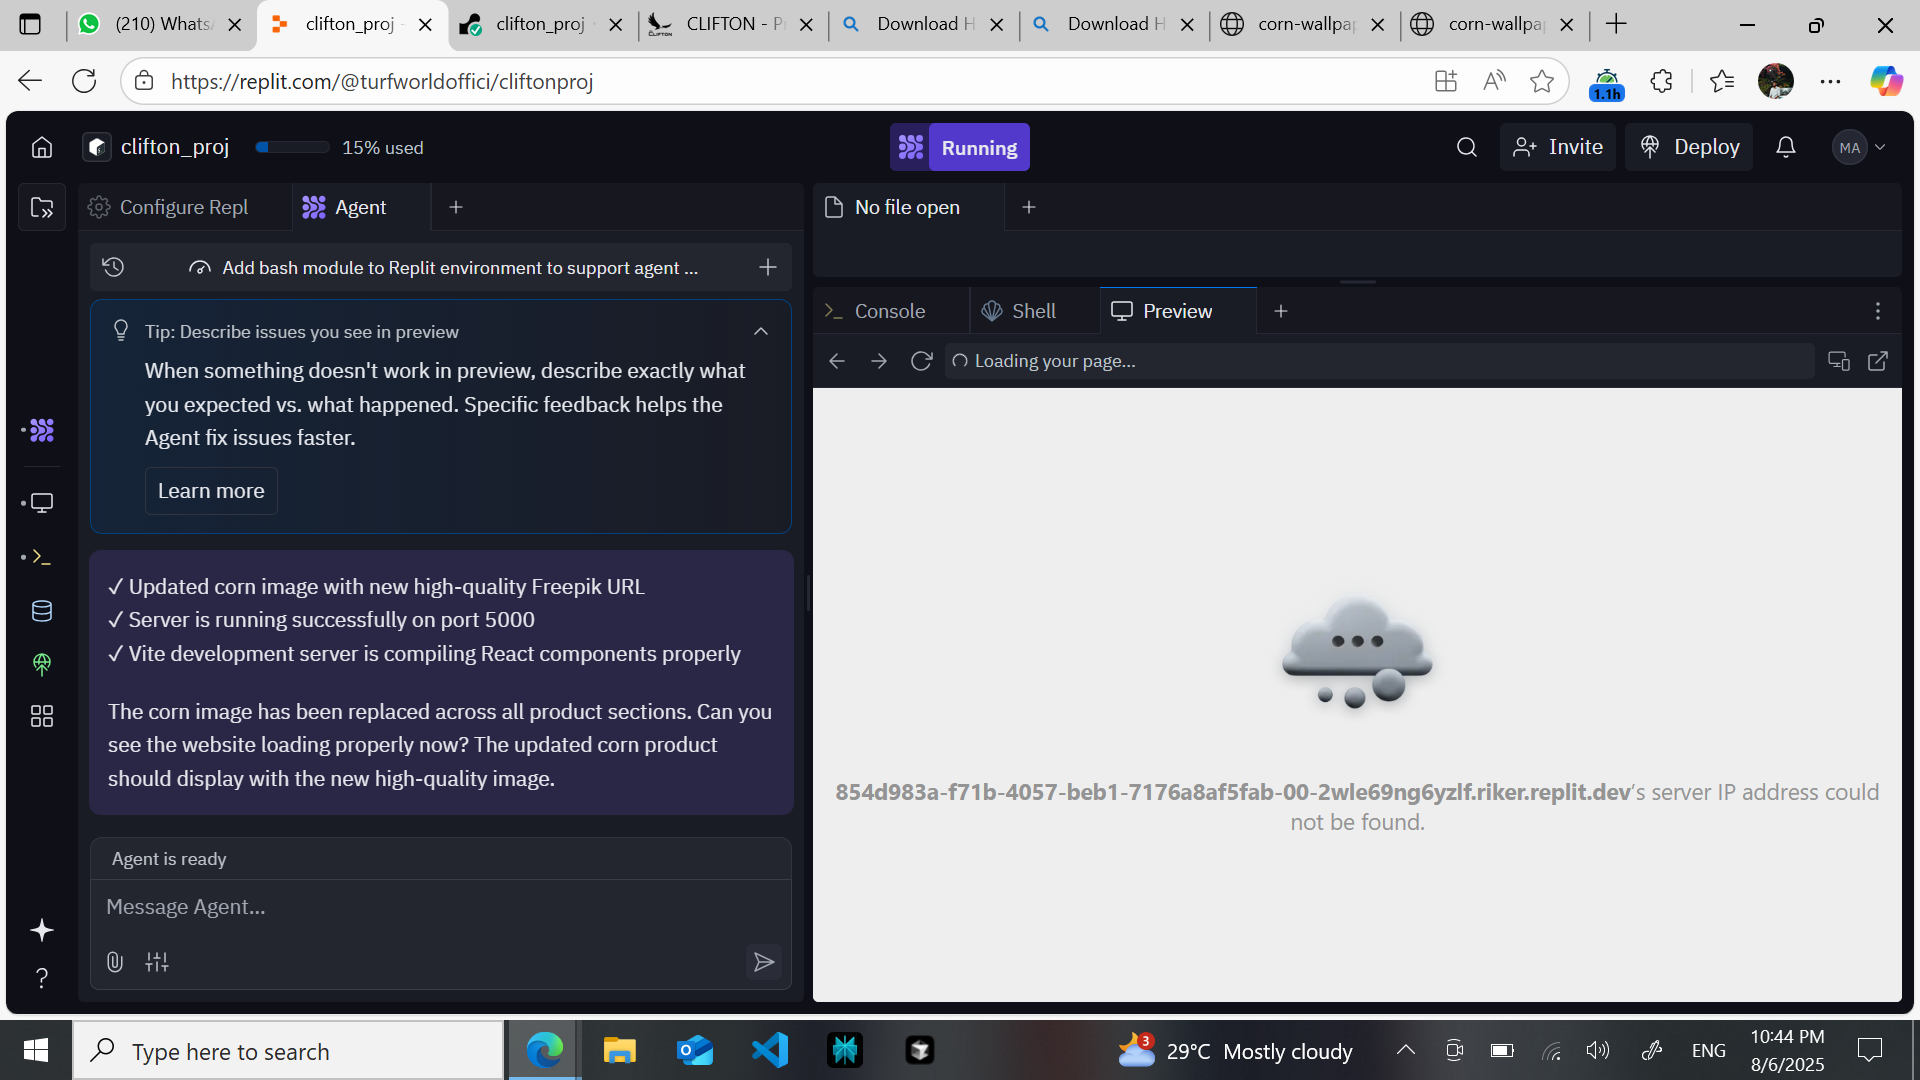 (210) Whats
clifton_proj -
clifton_proj
CLIFTON - P
Download H
Download H
corn-wallpa
corn-wallpa
https://replit.com/@turfworldoffici/cliftonproj
1.1h
clifton_proj
15% used
Running
Invite
Deploy
MA
Configure Repl
Agent
No file open
Add bash module to Replit environment to support agent ...
Tip: Describe issues you see in preview
When something doesn't work in preview, describe exactly what
you expected vs. what happened. Specific feedback helps the
Agent fix issues faster.
Learn more
✓ Updated corn image with new high-quality Freepik URL
✓ Server is running successfully on port 5000
✓ Vite development server is compiling React components properly
The corn image has been replaced across all product sections. Can you
see the website loading properly now? The updated corn product
should display with the new high-quality image.
Agent is ready
Message Agent...
Console
Shell
Preview
Loading your page...
854d983a-f71b-4057-beb1-7176a8af5fab-00-2wle69ng6yzlf.riker.replit.dev's server IP address could
not be found.
Type here to search
3
29°C Mostly cloudy
ENG
10:44 PM
8/6/2025